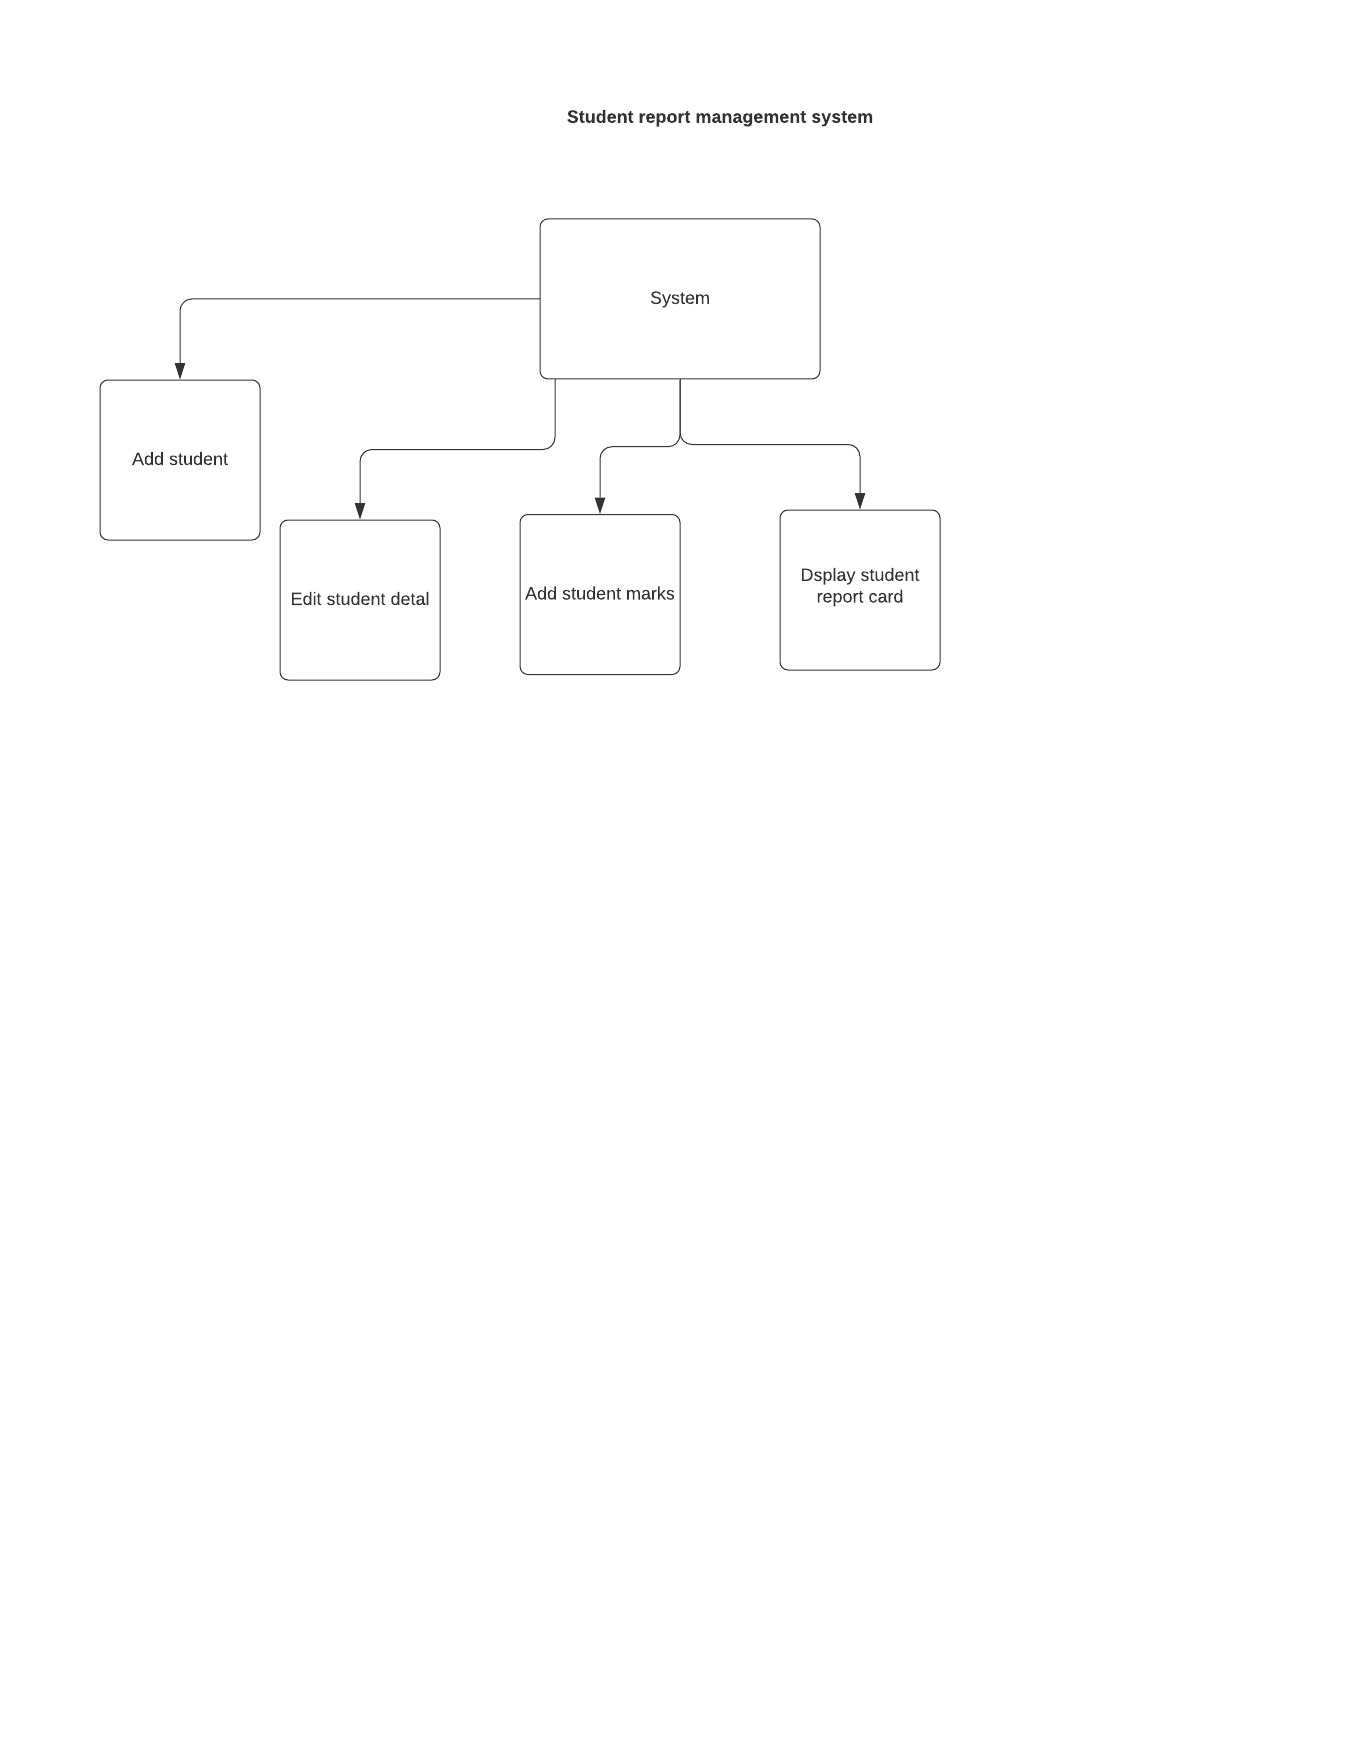 Student report management system
System
Add student
Edit student detal
Add student marks
Dsplay student
report card